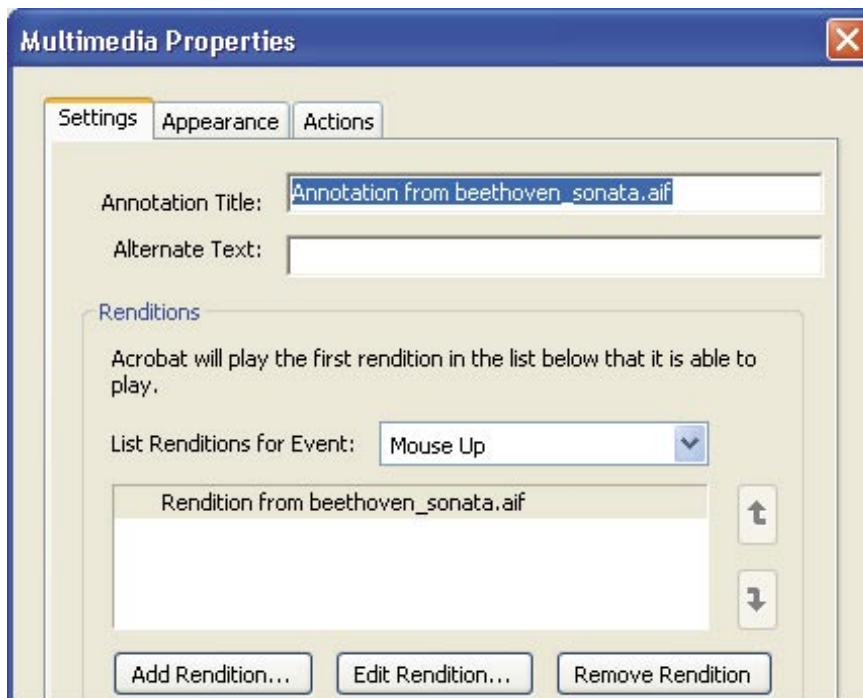 Multimedia Properties
Settings Appearance Actions
Annotation Title: Annotation from beethoven_sonata.aif
Alternate Text:
Renditions
Acrobat will play the first rendition in the list below that it is able to
play.
List Renditions for Event: Mouse Up
Rendition from beethoven_sonata.aif
Add Rendition... Edit Rendition... Remove Rendition